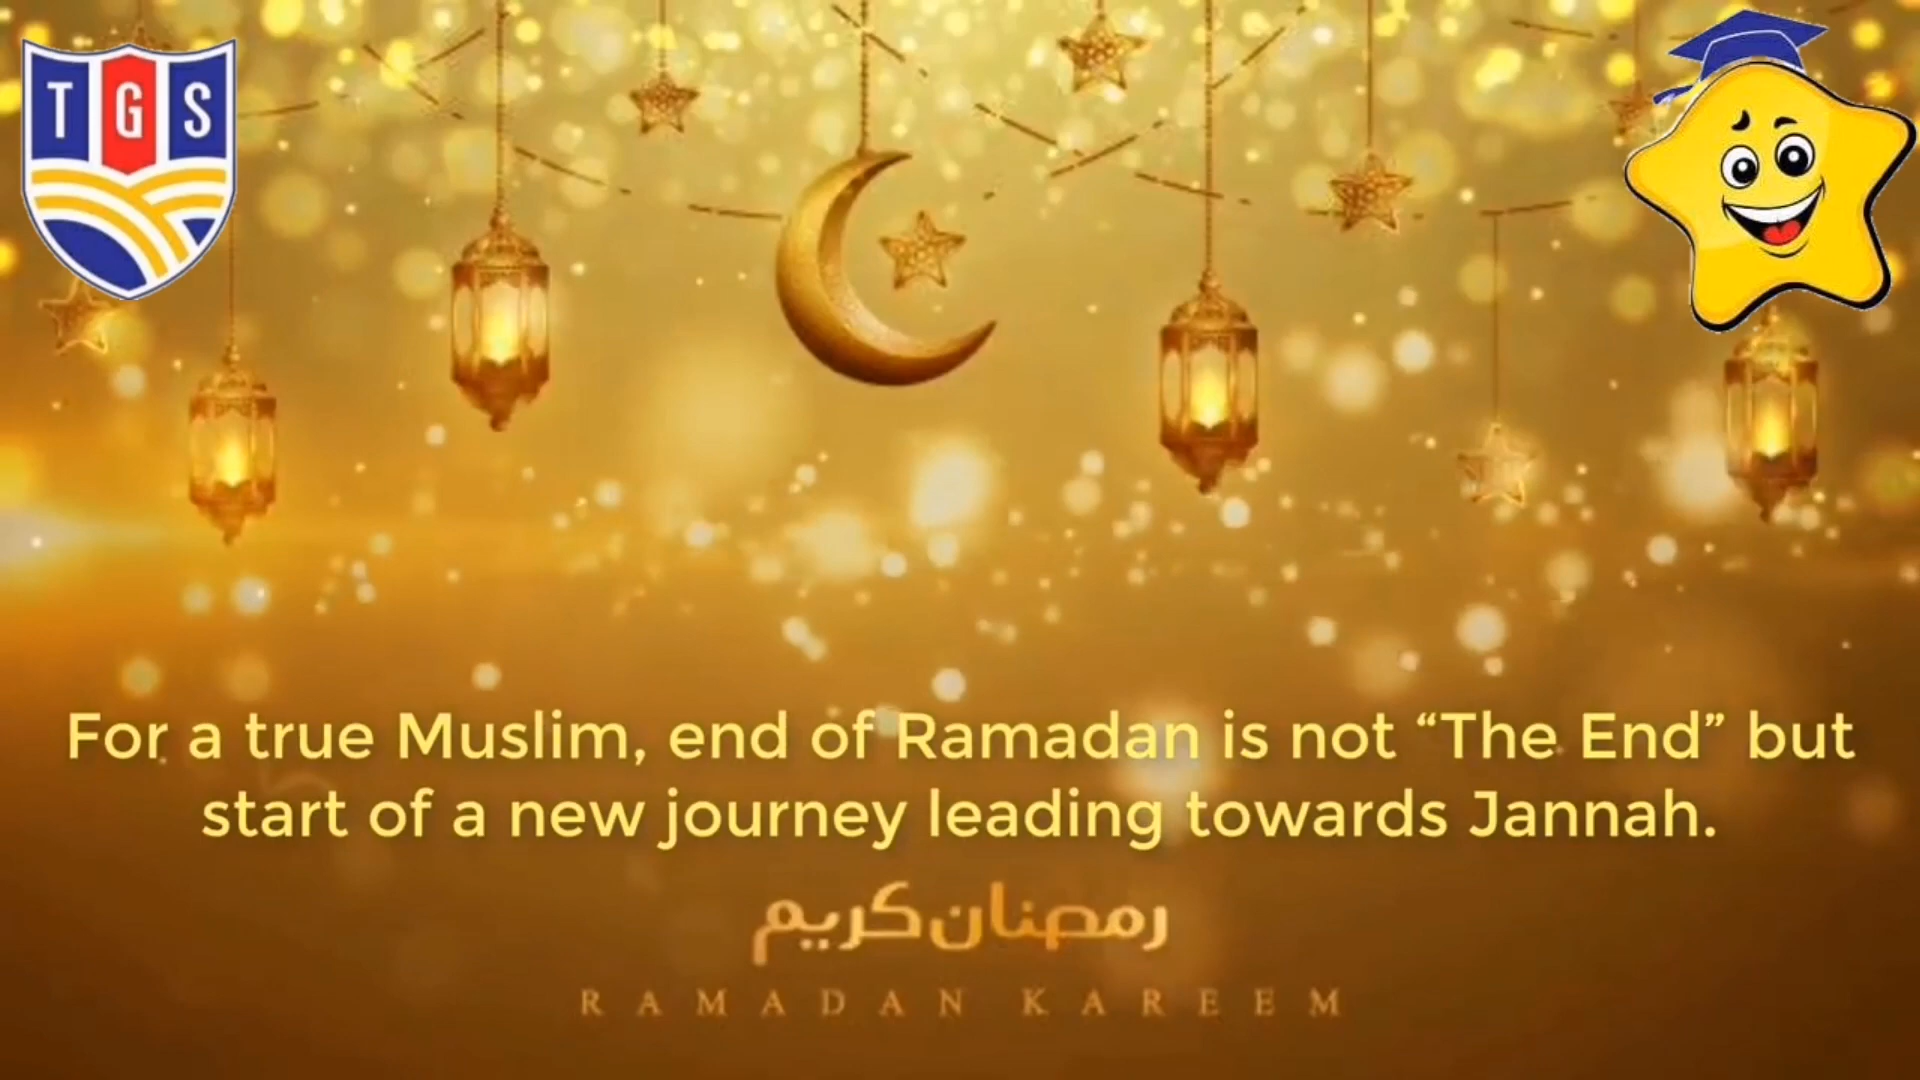 TGS
For a true Muslim, end of Ramadan is not “The End” but
start of a new journey leading towards Jannah.
رمضان كريم
RAMADAN KAREEM